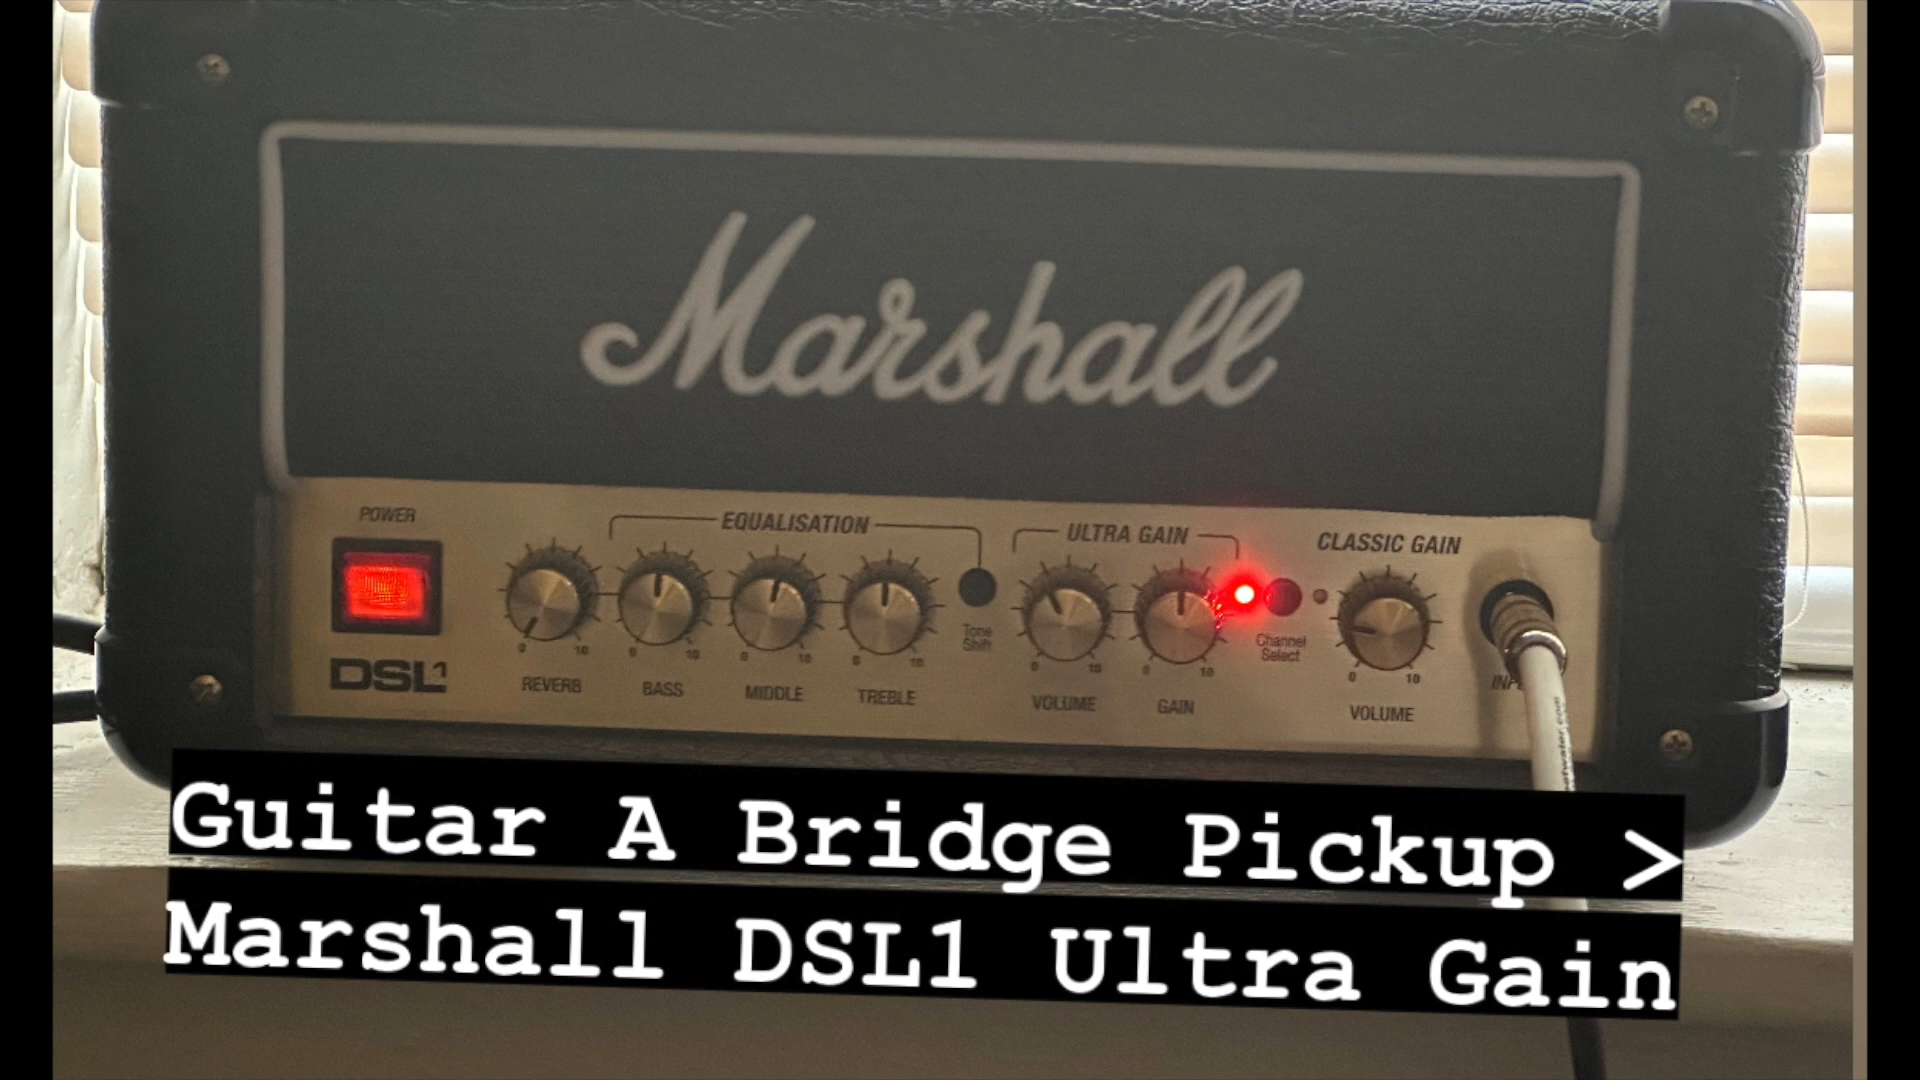 Marshall
POWER
EQUALISATION
ULTRA GAIN
CLASSIC GAIN
Tone
Shift
Channel
Select
0 10 0 10 0 10 0 10 0 10 0 10 0 10
DSL1
REVERB BASS MIDDLE TREBLE VOLUME GAIN VOLUME
Guitar A Bridge Pickup >
Marshall DSL1 Ultra Gain